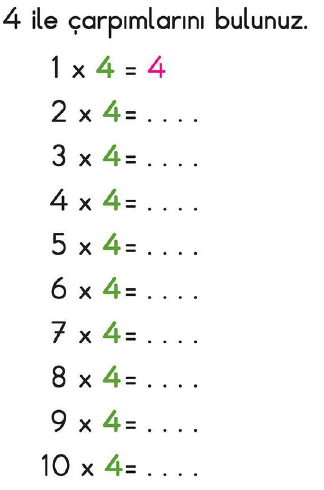 4 ile çarpımlarını bulunuz.
1 x 4 = 4
2 x 4 = . . . .
3 x 4 = . . . .
4 x 4 = . . . .
5 x 4 = . . . .
6 x 4 = . . . .
7 x 4 = . . . .
8 x 4 = . . . .
9 x 4 = . . . .
10 x 4 = . . . .